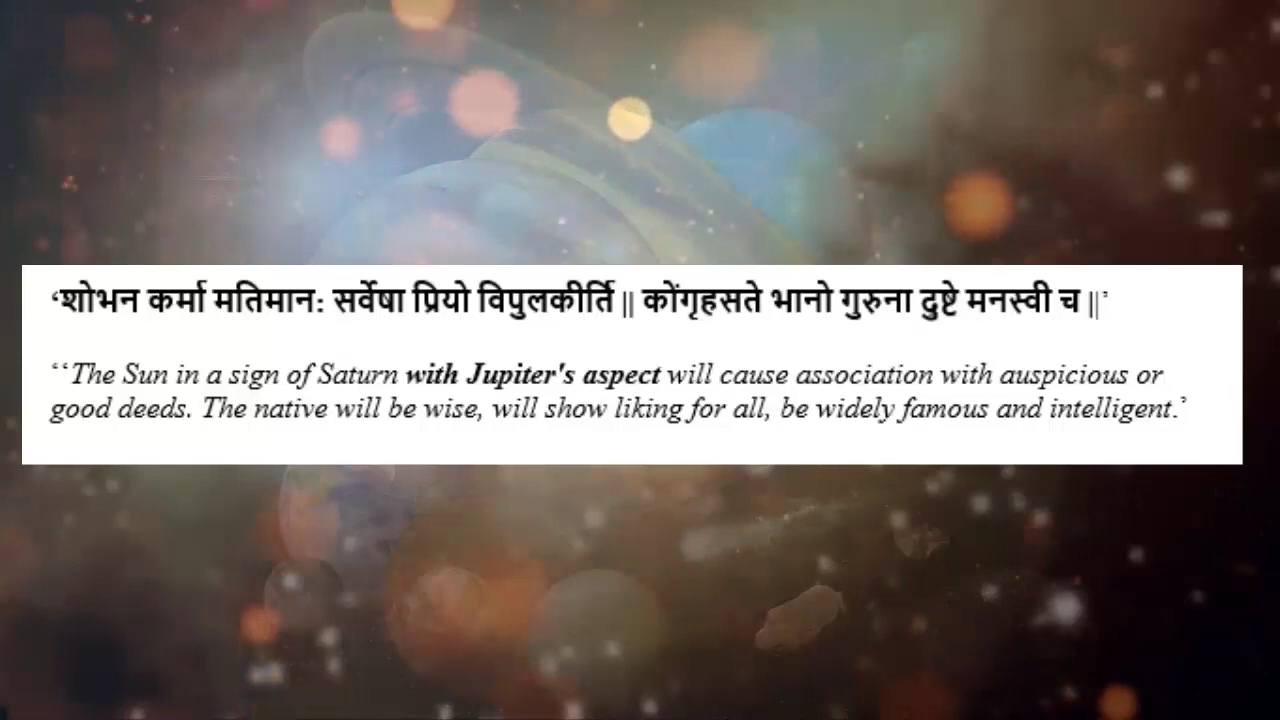 ‘शोभन कर्मा मतिमान: सर्वेषा प्रियो विपुलकीर्ति || कोंगृहसते भानो गुरुना दुष्टे मनस्वी च ||’
‘‘The Sun in a sign of Saturn with Jupiter's aspect will cause association with auspicious or
good deeds. The native will be wise, will show liking for all, be widely famous and intelligent.’